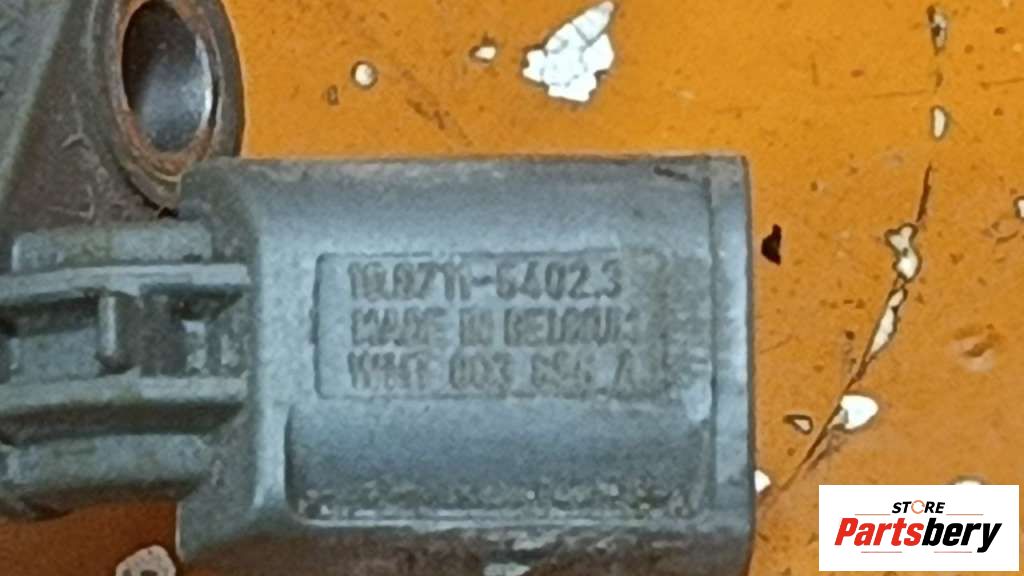 10.0711-5402.3
MADE IN BELGIUM
WHT 003 856 A
STORE
Partsbery